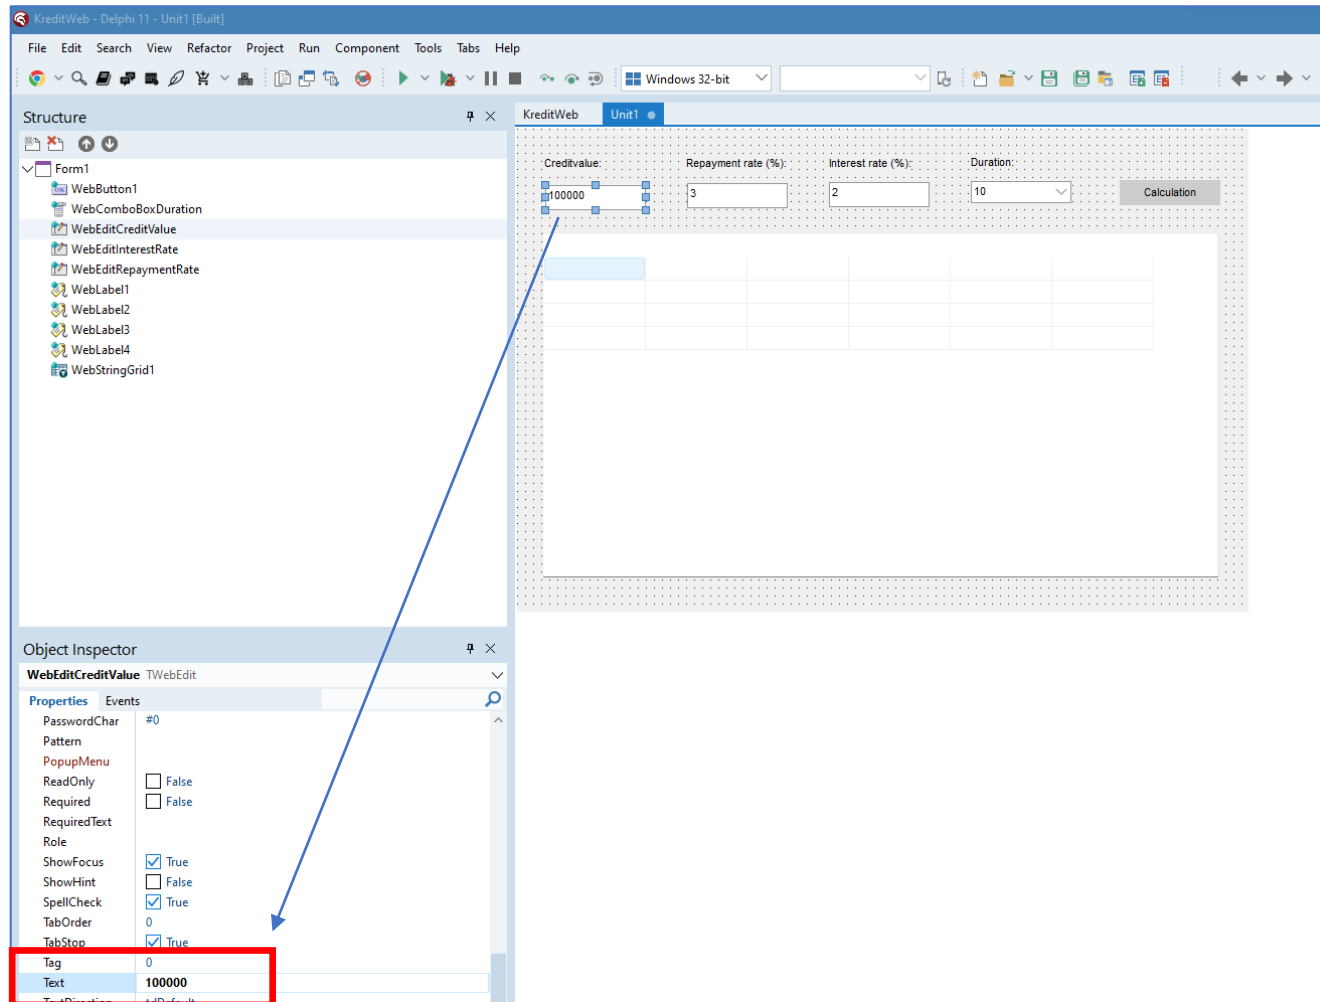 KreditWeb - Delphi 11 - Unit1 [Built]
File Edit Search View Refactor Project Run Component Tools Tabs Help
Windows 32-bit
Structure
KreditWeb Unit1
Form1
WebButton1
WebComboBoxDuration
WebEditCreditValue
WebEditInterestRate
WebEditRepaymentRate
WebLabel1
WebLabel2
WebLabel3
WebLabel4
WebStringGrid1
Creditvalue: Repayment rate (%): Interest rate (%): Duration:
100000 3 2 10 Calculation
Object Inspector
WebEditCreditValue TWebEdit
Properties Events
PasswordChar #0
Pattern
PopupMenu
ReadOnly False
Required False
RequiredText
Role
ShowFocus True
ShowHint False
SpellCheck True
TabOrder 0
TabStop True
Tag 0
Text 100000
TextDirection tdDefault